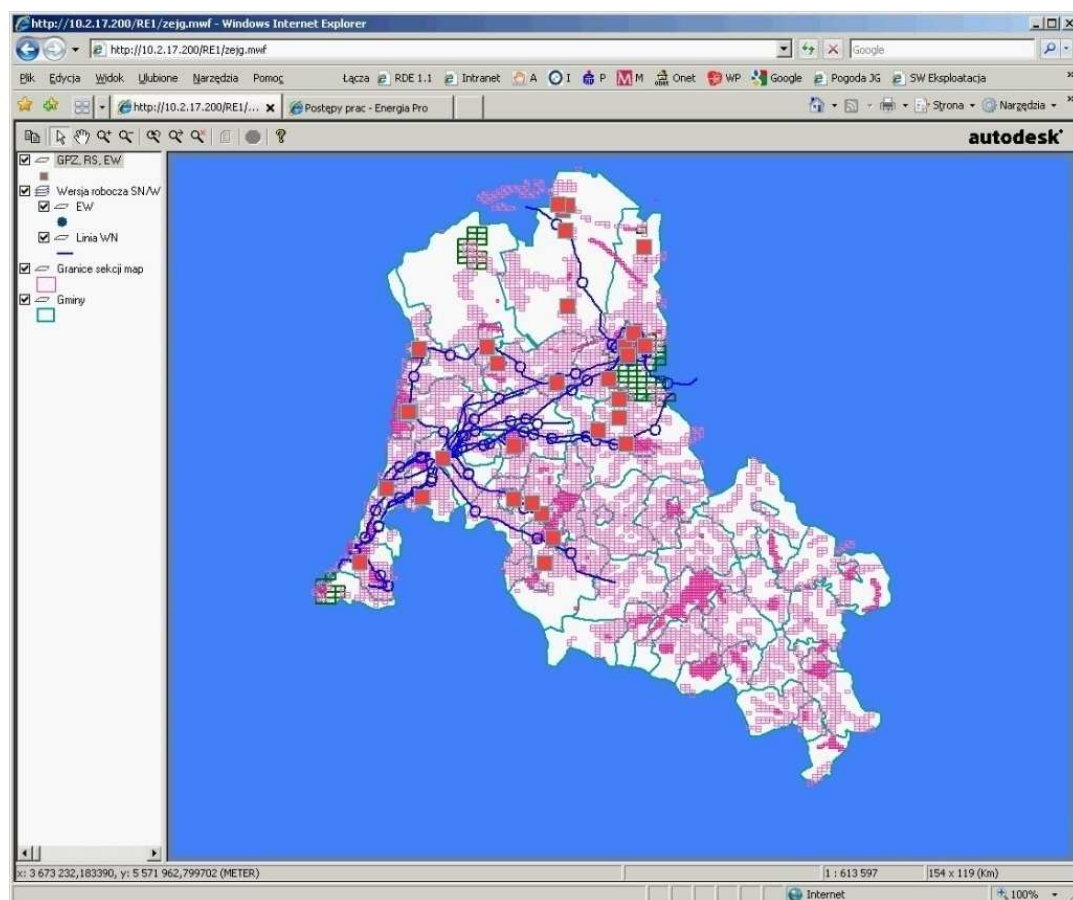 http://10.2.17.200/RE1/zejg.mwf - Windows Internet Explorer
http://10.2.17.200/RE1/zejg.mwf
Google
Plik Edycja Widok Ulubione Narzędzia Pomoc
Łącza RDE 1.1 Intranet A I P M Onet WP Google Pogoda JG SW Eksploatacja »
http://10.2.17.200/RE1/... x
Postępy prac - Energia Pro
Strona Narzędzia »
autodesk
GPZ, RS, EW
Wersja robocza SN/W
EW
Linia WN
Granice sekcji map
Gminy
x: 3 673 232,183390, y: 5 571 962,799702 (METER)
1 : 613 597
154 x 119 (Km)
Internet
100%